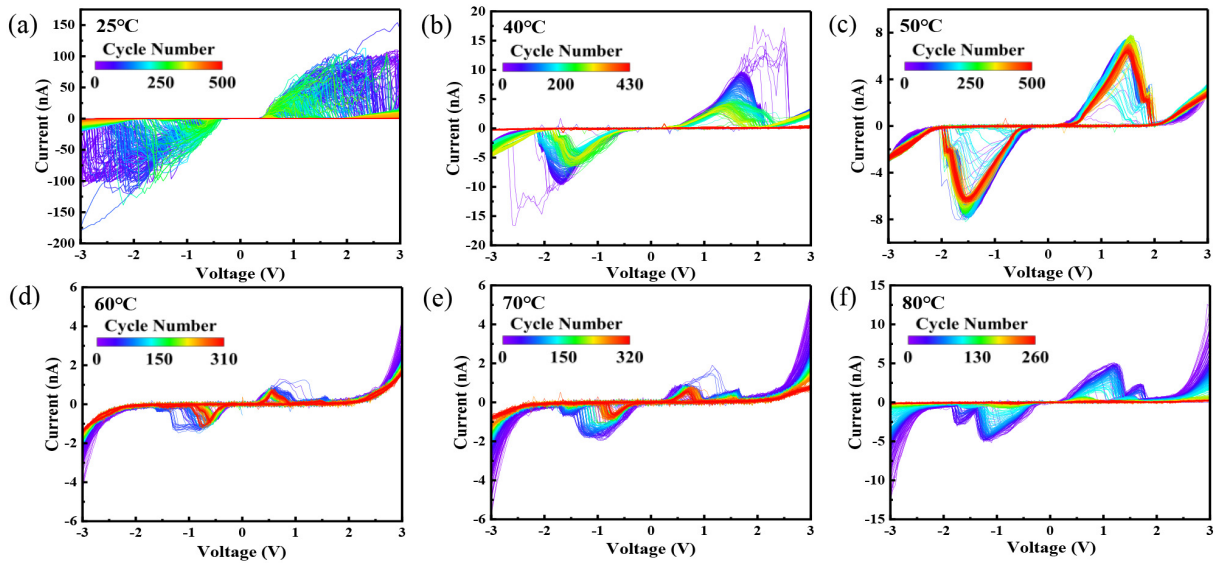 (a)
25°C
Cycle Number
0 250 500
150
125
100
75
50
25
0
-25
-50
-75
-100
-125
-150
-200
Current (nA)
-3 -2 -1 0 1 2 3
Voltage (V)
(b)
40°C
Cycle Number
0 200 430
20
15
10
5
0
-5
-10
-15
-20
Current (nA)
-3 -2 -1 0 1 2 3
Voltage (V)
(c)
50°C
Cycle Number
0 250 500
8
4
0
-4
-8
Current (nA)
-3 -2 -1 0 1 2 3
Voltage (V)
(d)
60°C
Cycle Number
0 150 310
6
4
2
0
-2
-4
-6
Current (nA)
-3 -2 -1 0 1 2 3
Voltage (V)
(e)
70°C
Cycle Number
0 150 320
6
4
2
0
-2
-4
-6
Current (nA)
-3 -2 -1 0 1 2 3
Voltage (V)
(f)
80°C
Cycle Number
0 130 260
15
10
5
0
-5
-10
-15
Current (nA)
-3 -2 -1 0 1 2 3
Voltage (V)